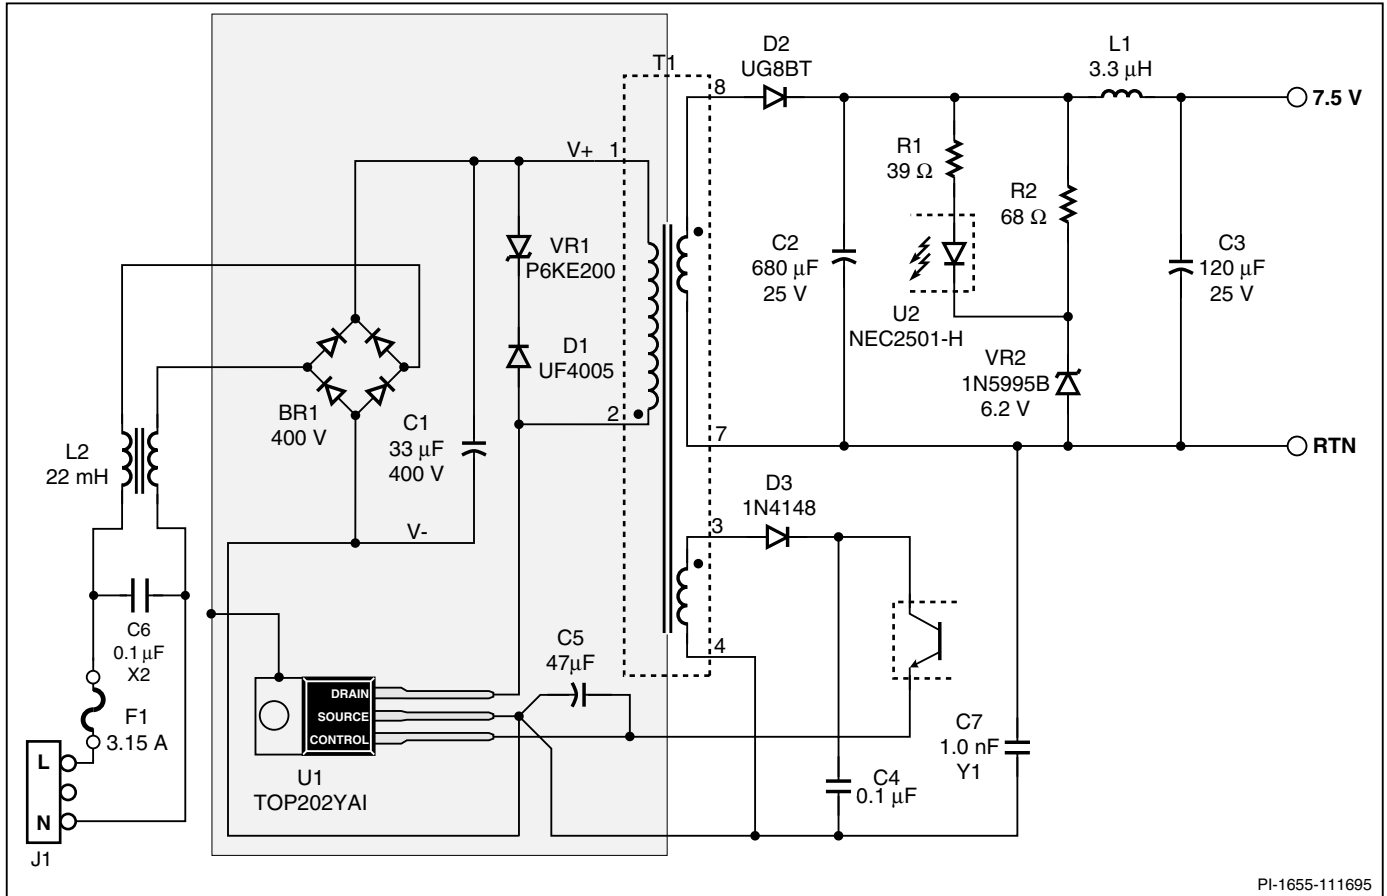 D2
UG8BT
L1
3.3 µH
T1
8
7.5 V
V+
1
R1
39 Ω
R2
68 Ω
VR1
P6KE200
C2
680 µF
25 V
C3
120 µF
25 V
U2
NEC2501-H
D1
UF4005
VR2
1N5995B
6.2 V
BR1
400 V
C1
33 µF
400 V
2
7
RTN
L2
22 mH
D3
1N4148
V-
3
C6
0.1 µF
X2
C5
47µF
4
DRAIN
SOURCE
CONTROL
F1
3.15 A
C7
1.0 nF
Y1
L
N
J1
U1
TOP202YAI
C4
0.1 µF
PI-1655-111695